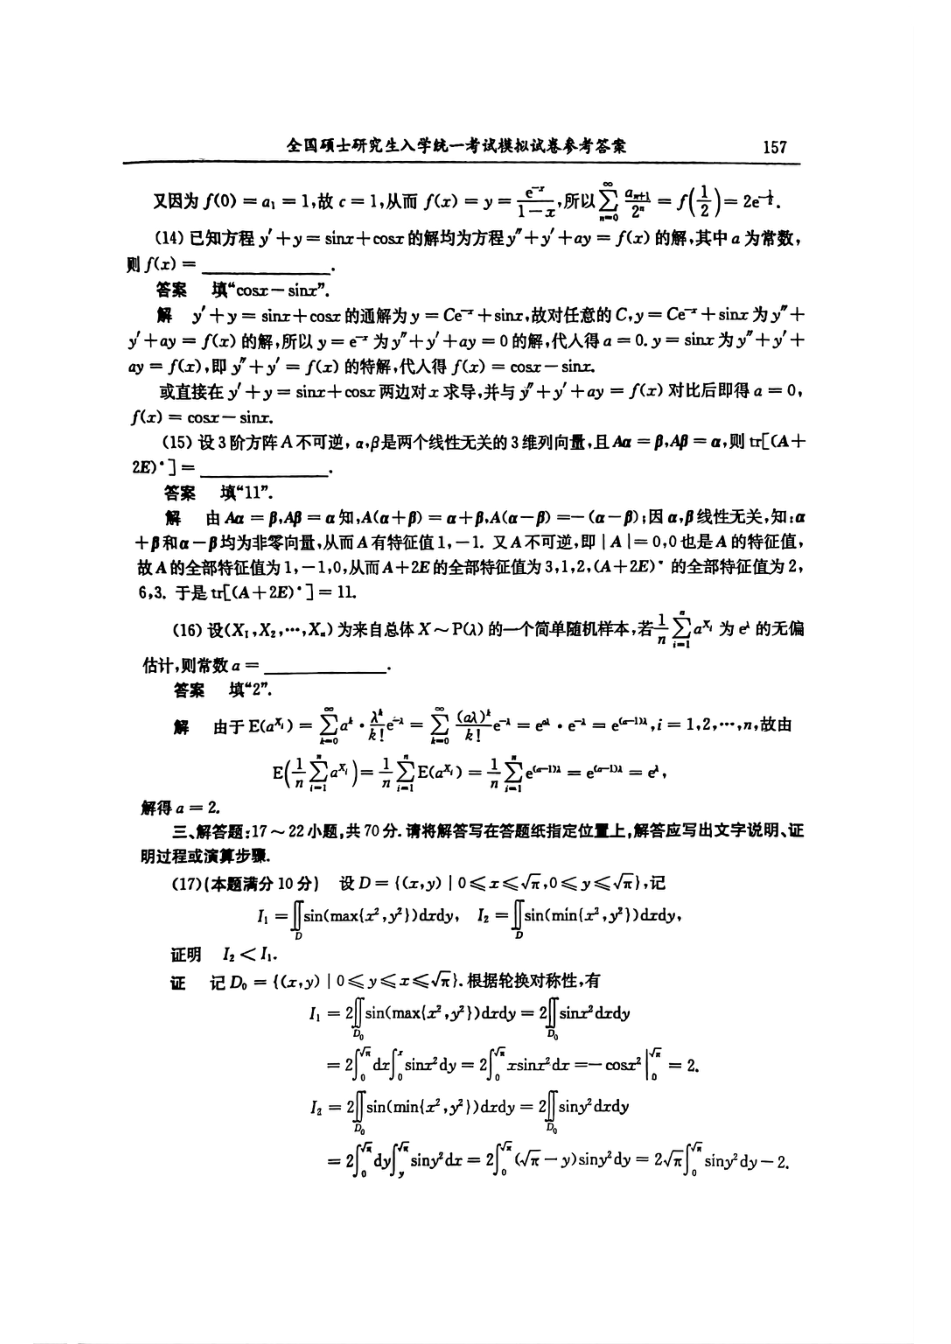 全国硕士研究生入学统一考试模拟试卷参考答案 157
又因为 f(0) = a₁ = 1,故 c = 1,从而 f(x) = y = e⁻ˣ/(1−x),所以 ∑_{n=0}^{∞} a_{n+1}/2ⁿ = f(1/2) = 2e^{-1/2}.
(14) 已知方程 y′+y = sinx+cosx 的解均为方程 y″+y′+ay = f(x) 的解,其中 a 为常数,
则 f(x) = ________.
答案 填“cosx−sinx”.
解 y′+y = sinx+cosx 的通解为 y = Ce⁻ˣ+sinx,故对任意的 C,y = Ce⁻ˣ+sinx 为 y″+
y′+ay = f(x) 的解,所以 y = e⁻ˣ 为 y″+y′+ay = 0 的解,代入得 a = 0. y = sinx 为 y″+y′+
ay = f(x),即 y″+y′ = f(x) 的特解,代入得 f(x) = cosx−sinx.
或直接在 y′+y = sinx+cosx 两边对 x 求导,并与 y″+y′+ay = f(x) 对比后即得 a = 0,
f(x) = cosx−sinx.
(15) 设 3 阶方阵 A 不可逆, α,β是两个线性无关的 3 维列向量,且 Aα = β,Aβ = α,则 tr[(A+
2E)*] = ________.
答案 填“11”.
解 由 Aα = β,Aβ = α 知,A(α+β) = α+β,A(α−β) =−(α−β);因 α,β 线性无关,知:α
+β和α−β均为非零向量,从而 A 有特征值 1,−1. 又 A 不可逆,即 | A |= 0,0 也是 A 的特征值,
故 A 的全部特征值为 1,−1,0,从而 A+2E 的全部特征值为 3,1,2,(A+2E)* 的全部特征值为 2,
6,3. 于是 tr[(A+2E)*] = 11.
(16) 设(X₁,X₂,…,Xₙ) 为来自总体 X ~ P(λ) 的一个简单随机样本,若 1/n ∑_{i=1}^{n} a^{X_i} 为 e^λ 的无偏
估计,则常数 a = ________.
答案 填“2”.
解 由于 E(a^{X_i}) = ∑_{k=0}^{∞} aᵏ · λᵏ/k! e^{-λ} = ∑_{k=0}^{∞} (aλ)ᵏ/k! e^{-λ} = e^{aλ} · e^{-λ} = e^{(a-1)λ},i = 1,2,…,n,故由
E(1/n ∑_{i=1}^{n} a^{X_i}) = 1/n ∑_{i=1}^{n} E(a^{X_i}) = 1/n ∑_{i=1}^{n} e^{(a-1)λ} = e^{(a-1)λ} = e^λ,
解得 a = 2.
三、解答题:17~22 小题,共 70 分. 请将解答写在答题纸指定位置上,解答应写出文字说明、证
明过程或演算步骤.
(17)(本题满分 10 分) 设 D = {(x,y) | 0⩽x⩽√π,0⩽y⩽√π},记
I₁ = ∬_D sin(max{x²,y²})dxdy, I₂ = ∬_D sin(min{x²,y²})dxdy,
证明 I₂ < I₁.
证 记 D₀ = {(x,y) | 0⩽y⩽x⩽√π}. 根据轮换对称性,有
I₁ = 2∬_{D₀} sin(max{x²,y²})dxdy = 2∬_{D₀} sinx²dxdy
= 2∫_0^{√π} dx∫_0^x sinx²dy = 2∫_0^{√π} xsinx²dx =− cosx²|_0^{√π} = 2.
I₂ = 2∬_{D₀} sin(min{x²,y²})dxdy = 2∬_{D₀} siny²dxdy
= 2∫_0^{√π} dy∫_y^{√π} siny²dx = 2∫_0^{√π} (√π−y)siny²dy = 2√π∫_0^{√π} siny²dy−2.